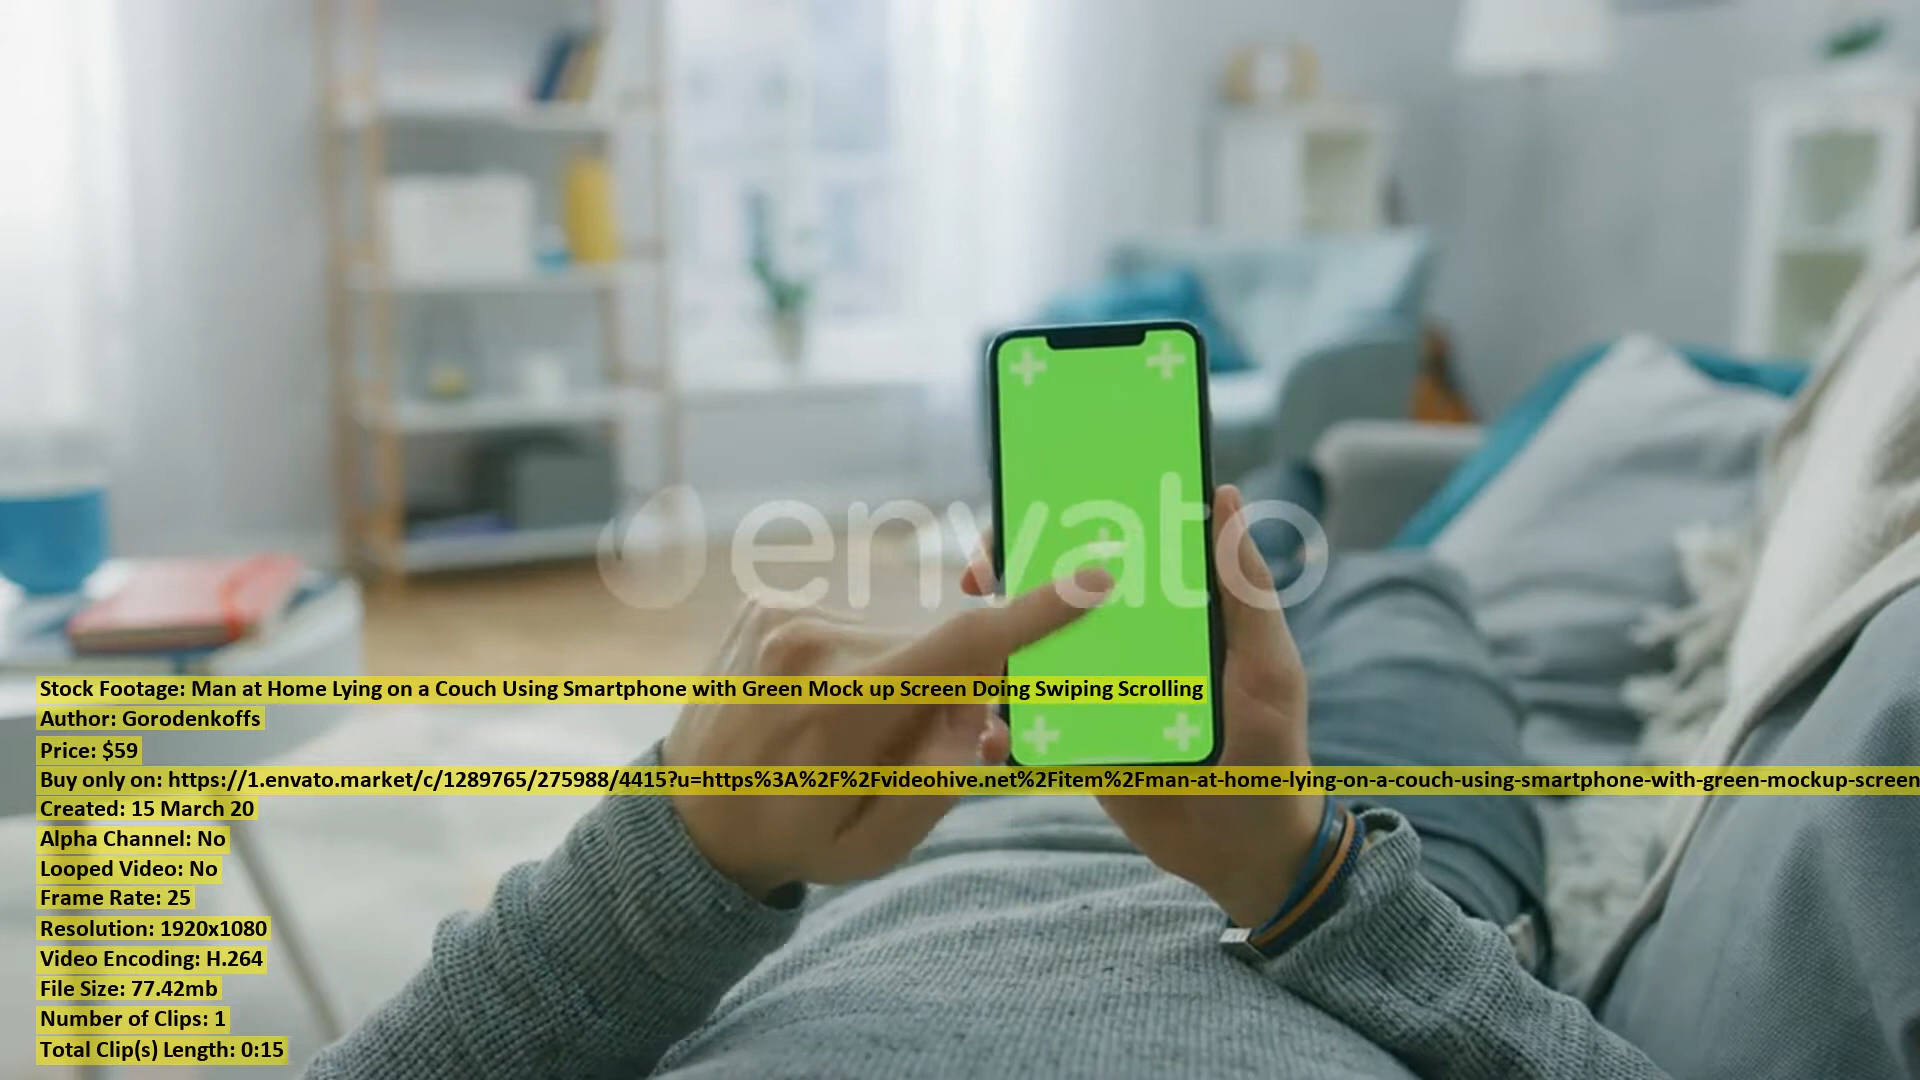 envato
Stock Footage: Man at Home Lying on a Couch Using Smartphone with Green Mock up Screen Doing Swiping Scrolling
Author: Gorodenkoffs
Price: $59
Buy only on: https://1.envato.market/c/1289765/275988/4415?u=https%3A%2F%2Fvideohive.net%2Fitem%2Fman-at-home-lying-on-a-couch-using-smartphone-with-green-mockup-screen
Created: 15 March 20
Alpha Channel: No
Looped Video: No
Frame Rate: 25
Resolution: 1920x1080
Video Encoding: H.264
File Size: 77.42mb
Number of Clips: 1
Total Clip(s) Length: 0:15